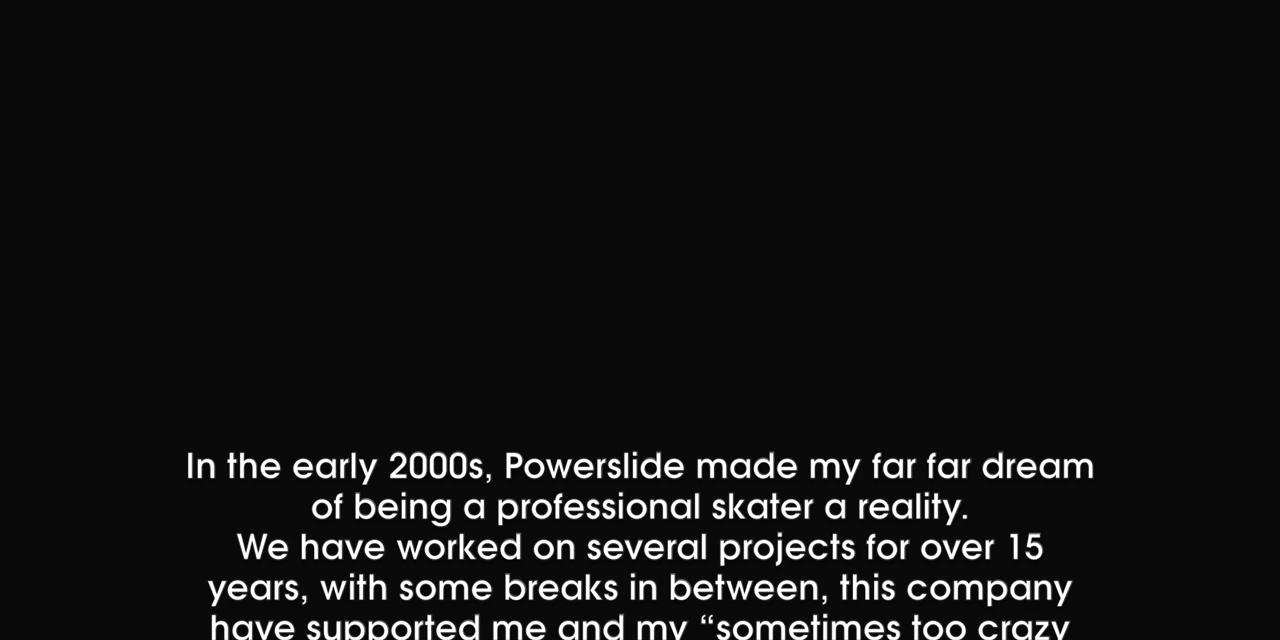 In the early 2000s, Powerslide made my far far dream
of being a professional skater a reality.
We have worked on several projects for over 15
years, with some breaks in between, this company
have supported me and my “sometimes too crazy